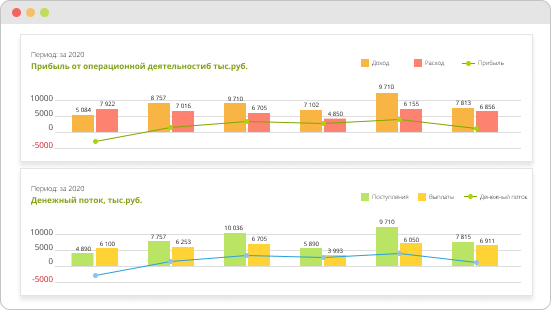 Период: за 2020
Прибыль от операционной деятельностиб тыс.руб.
Доход Расход Прибыль
5 084 7 922 8 757 7 016 9 710 6 705 7 102 4 850 9 710 6 155 7 813 6 856
10000
5000
0
-5000
Период: за 2020
Денежный поток, тыс.руб.
Поступления Выплаты Денежный поток
4 890 6 100 7 757 6 253 10 036 6 705 5 890 3 993 9 710 6 050 7 815 6 911
10000
5000
0
-5000